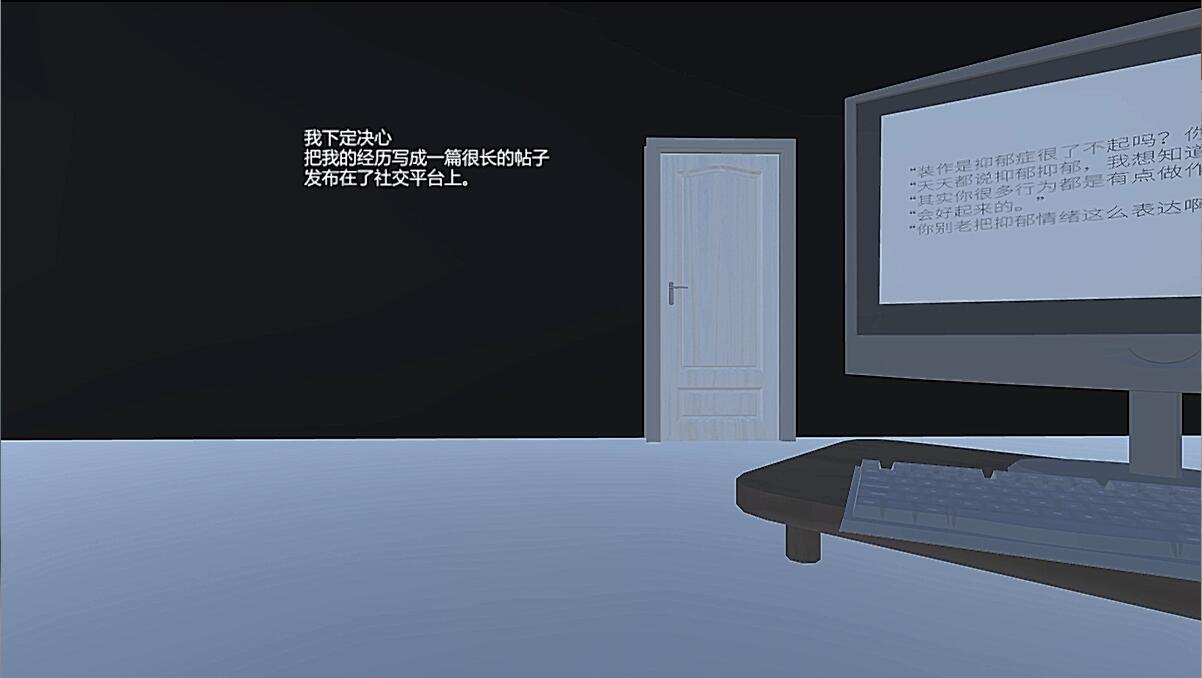 我下定决心
把我的经历写成一篇很长的帖子
发布在了社交平台上。
“装作是抑郁症很了不起吗？你
“天天都说抑郁抑郁，我想知道
“其实你很多行为都是有点做作
“会好起来的。”
“你别老把抑郁情绪这么表达啊